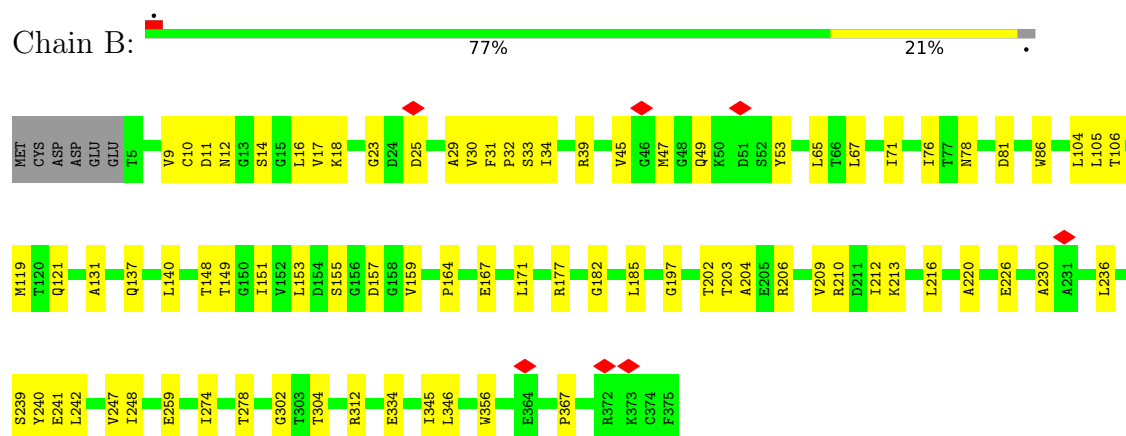 Chain B:
77% 21%
MET CYS ASP ASP GLU GLU T5 V9 C10 D11 N12 G13 S14 G15 L16 V17 K18 G23 D24 D25 A29 V30 F31 P32 S33 I34 R39 V45 G46 M47 G48 Q49 K50 D51 S52 Y53 L65 T66 L67 I71 I76 T77 N78 D81 W86 L104 L105 T106
M119 T120 Q121 A131 Q137 L140 T148 T149 G150 I151 V152 L153 D154 S155 G156 D157 G158 V159 P164 E167 L171 R177 G182 L185 G197 T202 T203 A204 E205 R206 V209 R210 D211 I212 K213 L216 A220 E226 A230 A231 L236
S239 Y240 E241 L242 V247 I248 E259 I274 T278 G302 T303 T304 R312 E334 I345 L346 W356 E364 P367 R372 K373 C374 F375